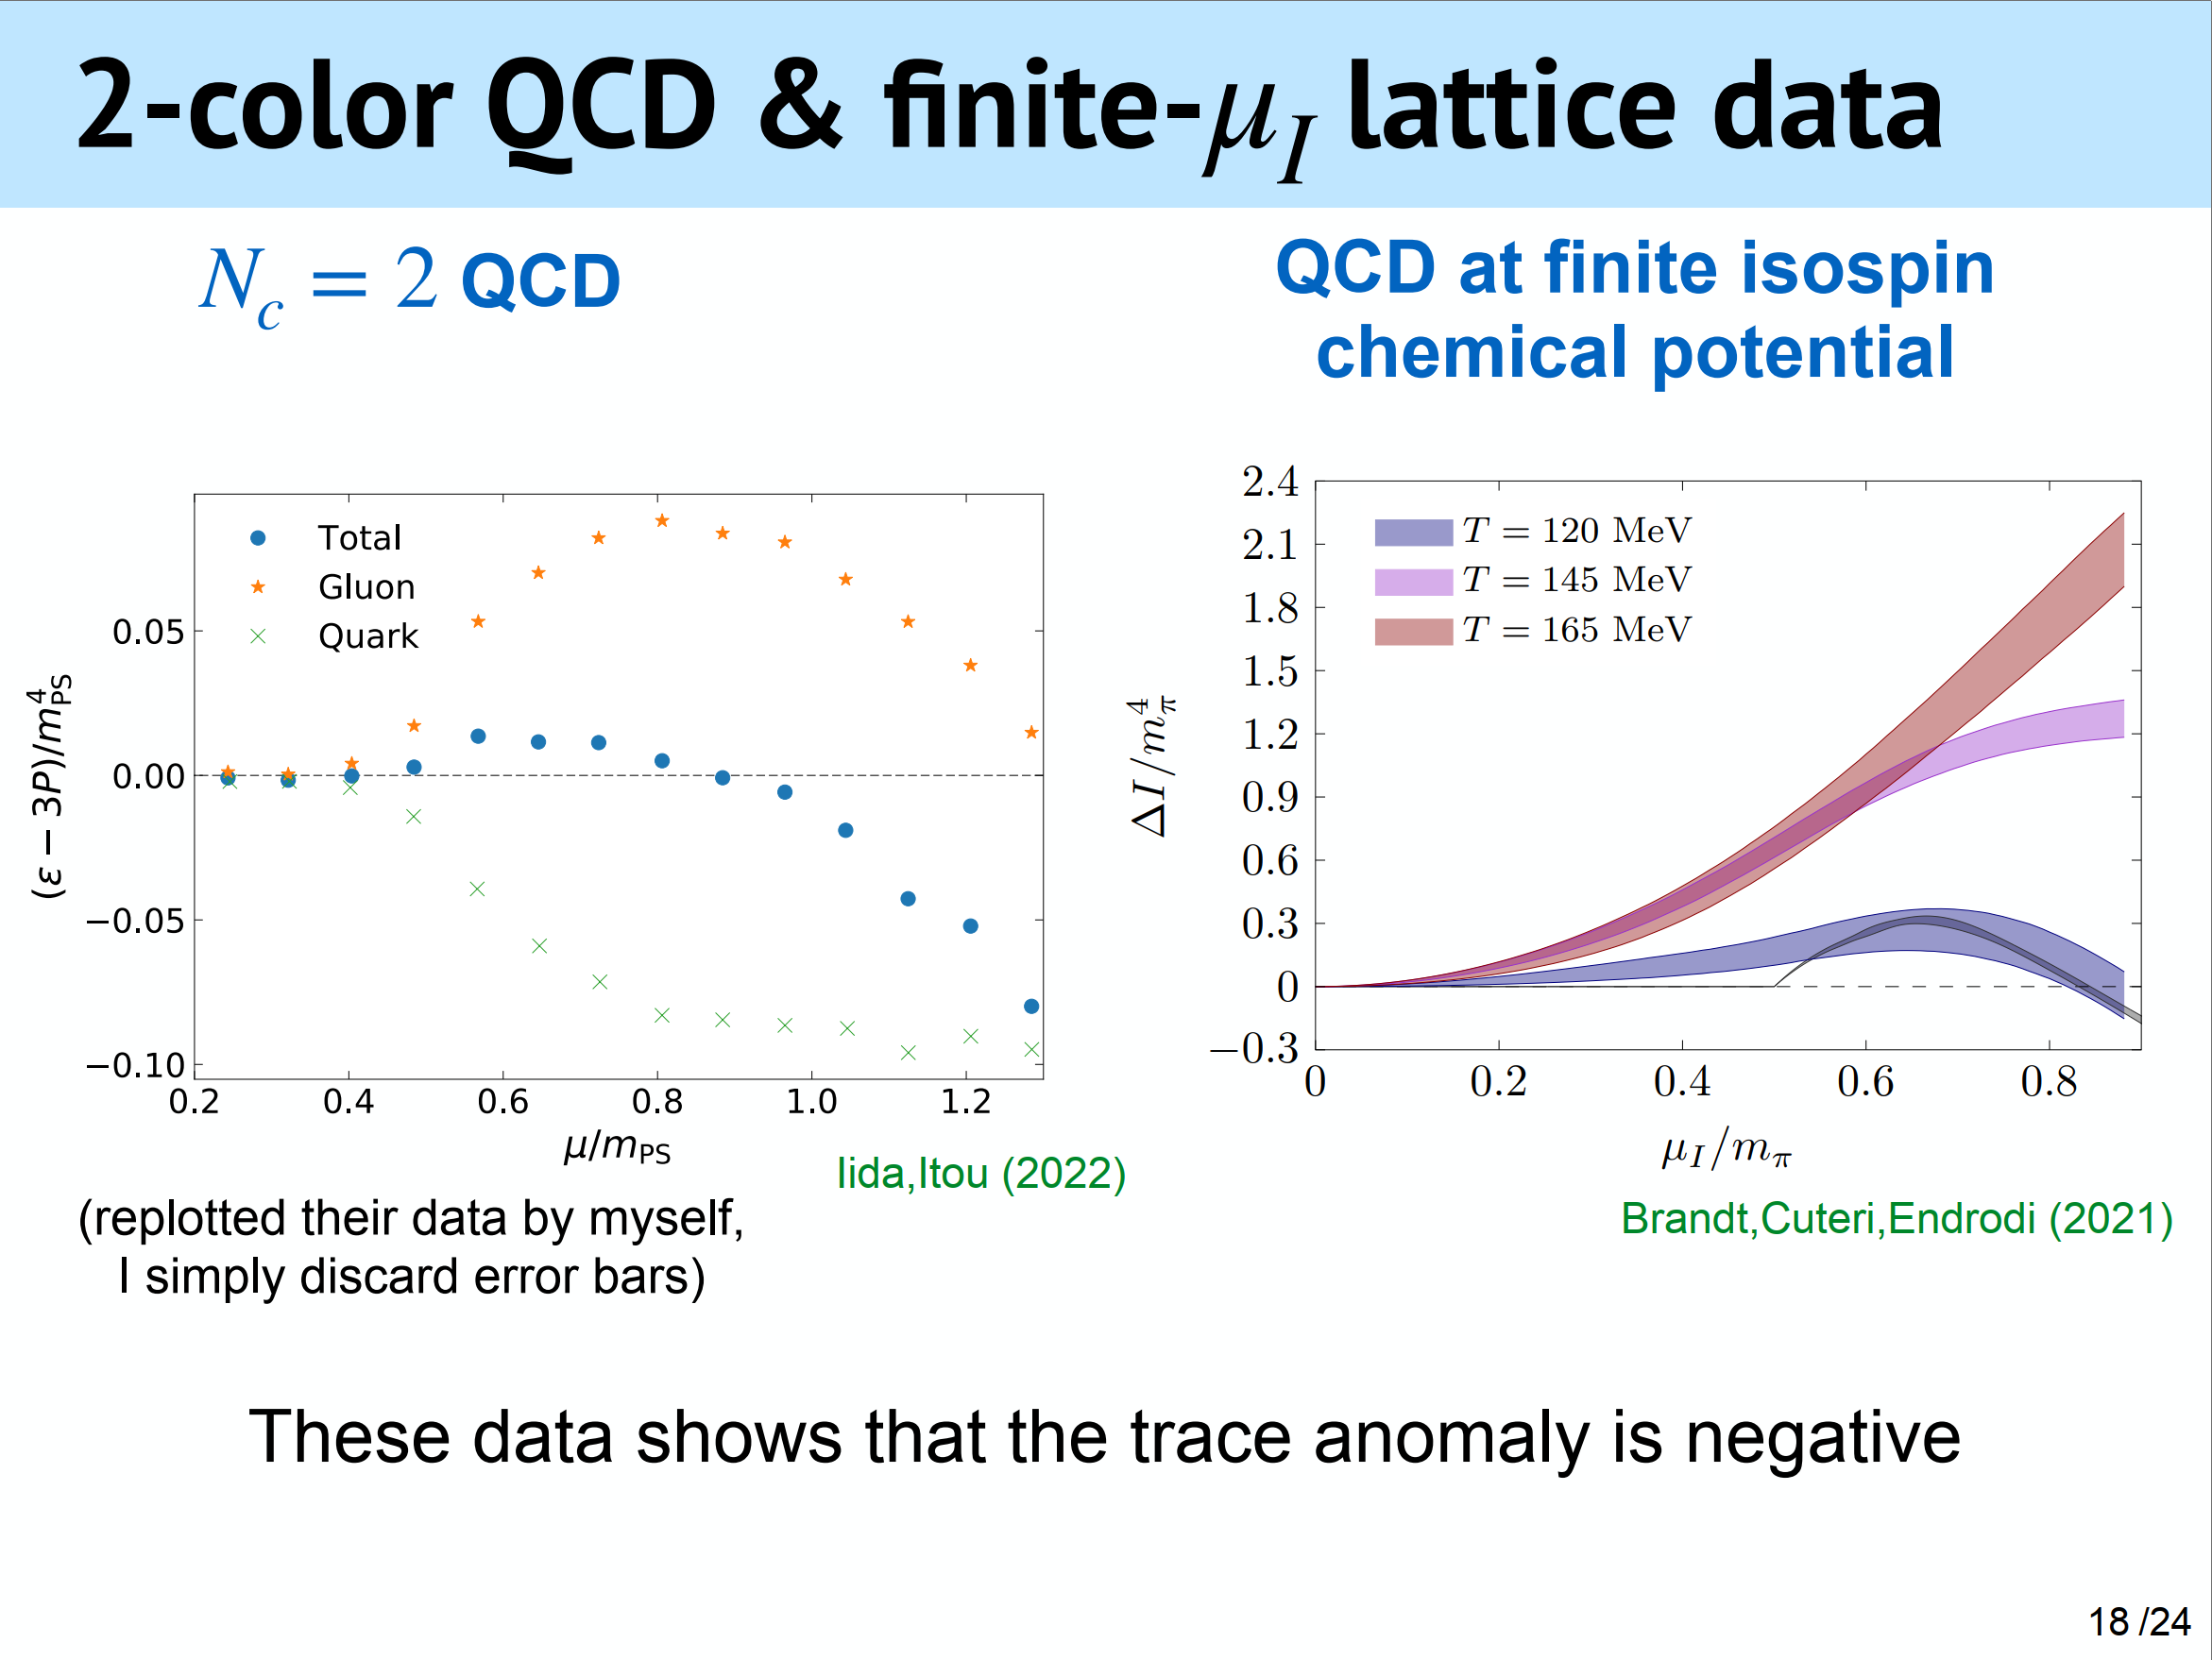 2-color QCD & finite-μ_I lattice data
N_c = 2 QCD
QCD at finite isospin
chemical potential
Total
Gluon
Quark
0.05
0.00
−0.05
−0.10
(ε − 3P)/m_PS^4
0.2 0.4 0.6 0.8 1.0 1.2
μ/m_PS
Iida,Itou (2022)
(replotted their data by myself,
I simply discard error bars)
T = 120 MeV
T = 145 MeV
T = 165 MeV
2.4
2.1
1.8
1.5
1.2
0.9
0.6
0.3
0
−0.3
ΔI/m_π^4
0 0.2 0.4 0.6 0.8
μ_I/m_π
Brandt,Cuteri,Endrodi (2021)
These data shows that the trace anomaly is negative
18 /24